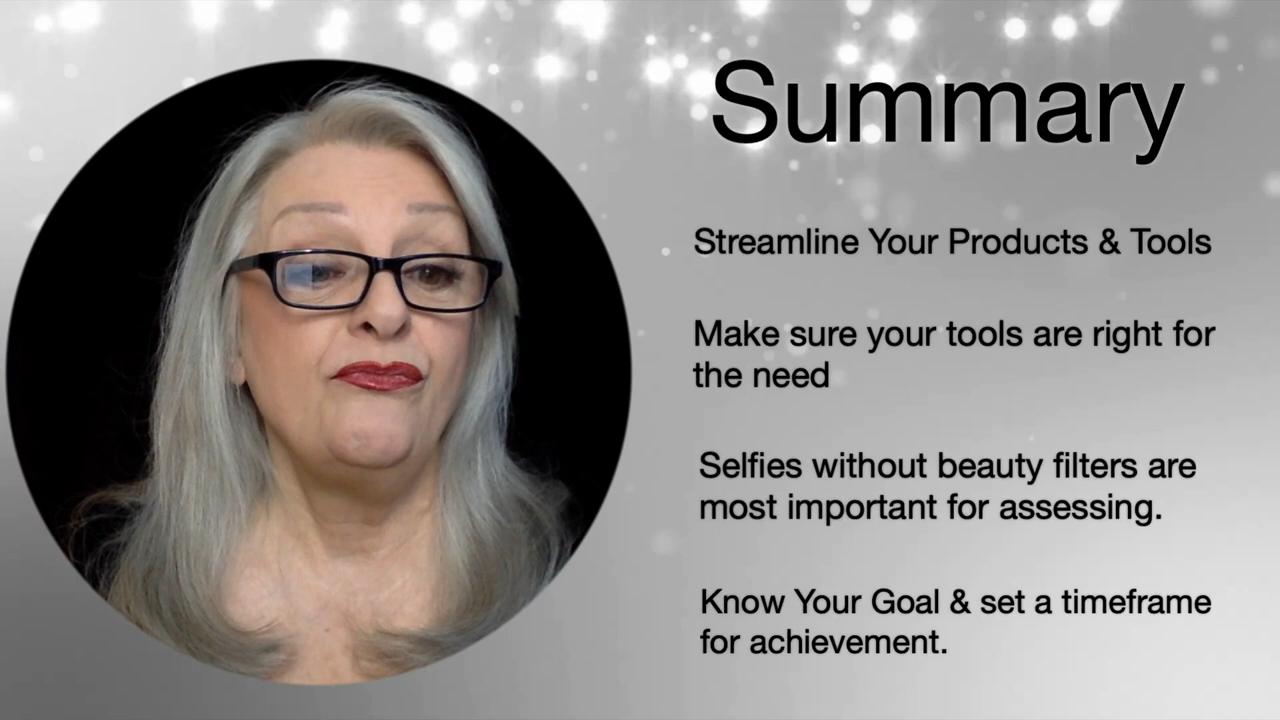 Summary
Streamline Your Products & Tools
Make sure your tools are right for
the need
Selfies without beauty filters are
most important for assessing.
Know Your Goal & set a timeframe
for achievement.